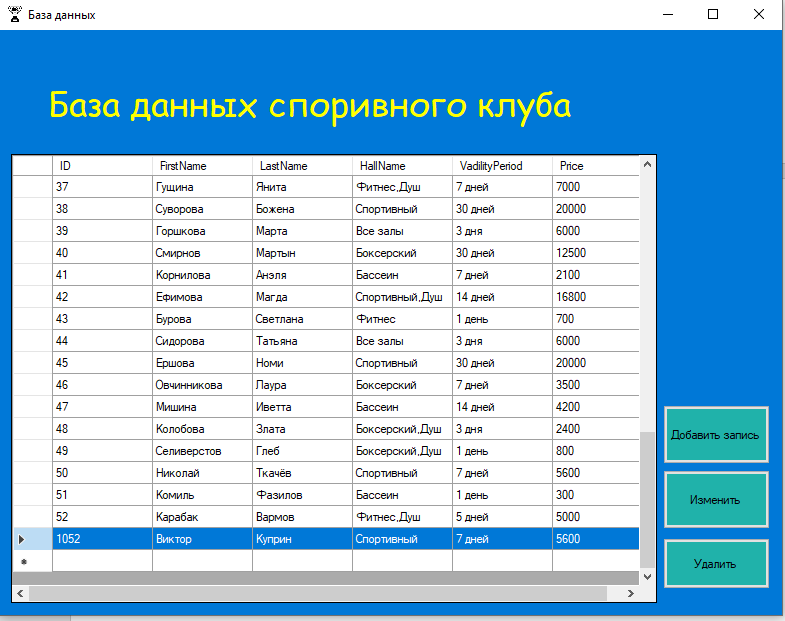 База данных
База данных споривного клуба
ID FirstName LastName HallName VadilityPeriod Price
37 Гущина Янита Фитнес,Душ 7 дней 7000
38 Суворова Божена Спортивный 30 дней 20000
39 Горшкова Марта Все залы 3 дня 6000
40 Смирнов Мартын Боксерский 30 дней 12500
41 Корнилова Анэля Бассеин 7 дней 2100
42 Ефимова Магда Спортивный,Душ 14 дней 16800
43 Бурова Светлана Фитнес 1 день 700
44 Сидорова Татьяна Все залы 3 дня 6000
45 Ершова Номи Спортивный 30 дней 20000
46 Овчинникова Лаура Боксерский 7 дней 3500
47 Мишина Иветта Бассеин 14 дней 4200
48 Колобова Злата Боксерский,Душ 3 дня 2400
49 Селиверстов Глеб Боксерский,Душ 1 день 800
50 Николай Ткачёв Спортивный 7 дней 5600
51 Комиль Фазилов Бассеин 1 день 300
52 Карабак Вармов Фитнес,Душ 5 дней 5000
1052 Виктор Куприн Спортивный 7 дней 5600
Добавить запись
Изменить
Удалить